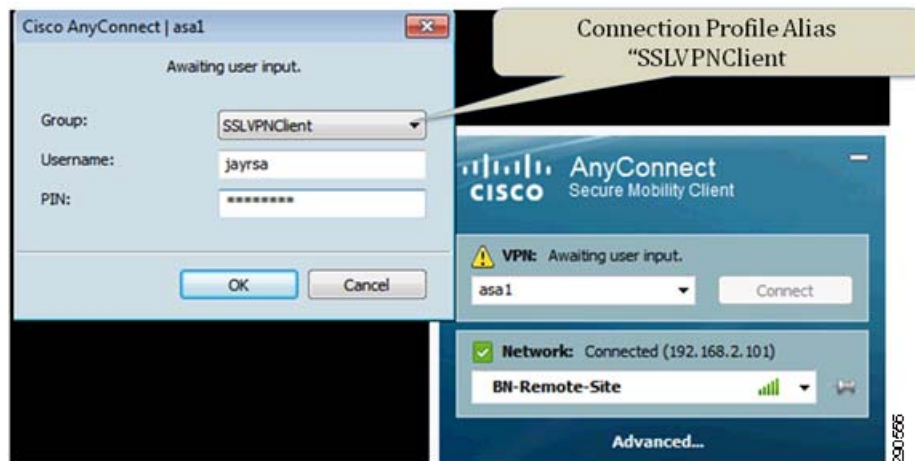 Cisco AnyConnect | asa1
Connection Profile Alias
“SSLVPNClient
Awaiting user input.
Group:
SSLVPNClient
Username:
jayrsa
PIN:
********
OK
Cancel
CISCO
AnyConnect
Secure Mobility Client
VPN: Awaiting user input.
asa1
Connect
Network: Connected (192.168.2.101)
BN-Remote-Site
Advanced...
290566